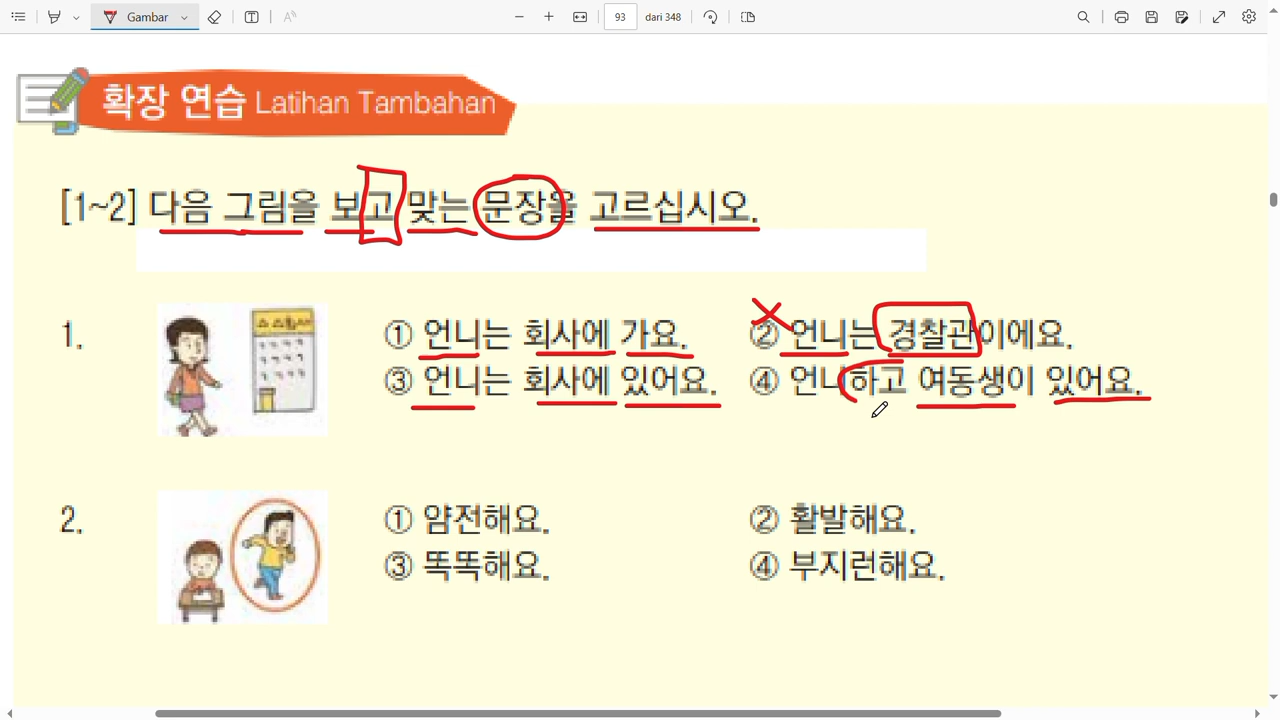 Gambar
93 dari 348
확장 연습 Latihan Tambahan
[1~2] 다음 그림을 보고 맞는 문장을 고르십시오.
1. ① 언니는 회사에 가요. ② 언니는 경찰관이에요.
③ 언니는 회사에 있어요. ④ 언니하고 여동생이 있어요.
2. ① 얌전해요. ② 활발해요.
③ 똑똑해요. ④ 부지런해요.